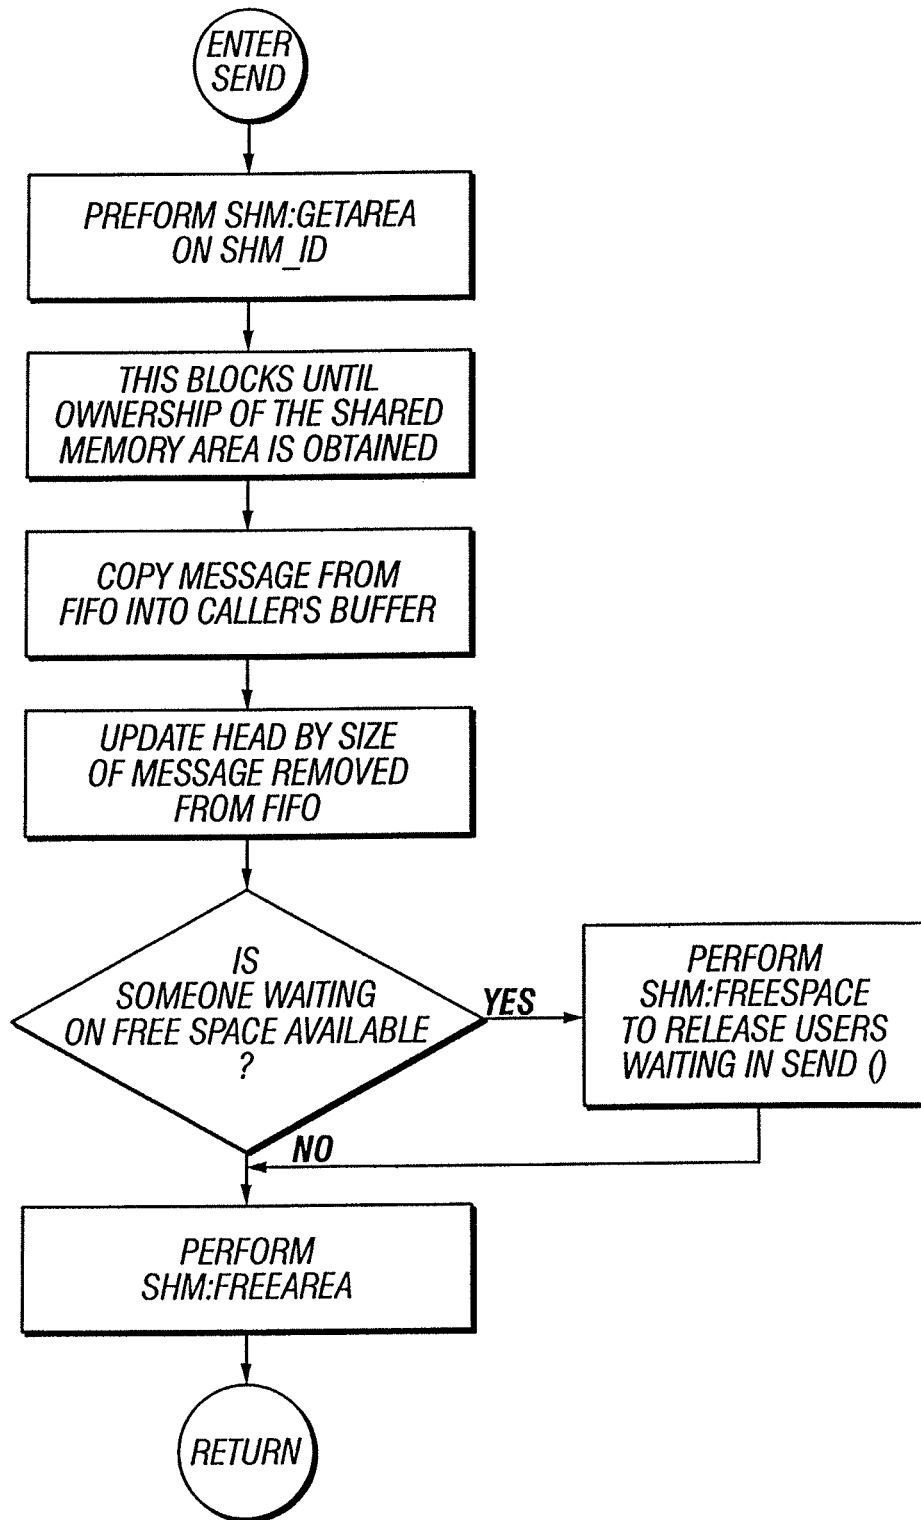 ENTER
SEND
PREFORM SHM:GETAREA
ON SHM_ID
THIS BLOCKS UNTIL
OWNERSHIP OF THE SHARED
MEMORY AREA IS OBTAINED
COPY MESSAGE FROM
FIFO INTO CALLER'S BUFFER
UPDATE HEAD BY SIZE
OF MESSAGE REMOVED
FROM FIFO
IS
SOMEONE WAITING
ON FREE SPACE AVAILABLE
?
YES
PERFORM
SHM:FREESPACE
TO RELEASE USERS
WAITING IN SEND ()
NO
PERFORM
SHM:FREEAREA
RETURN